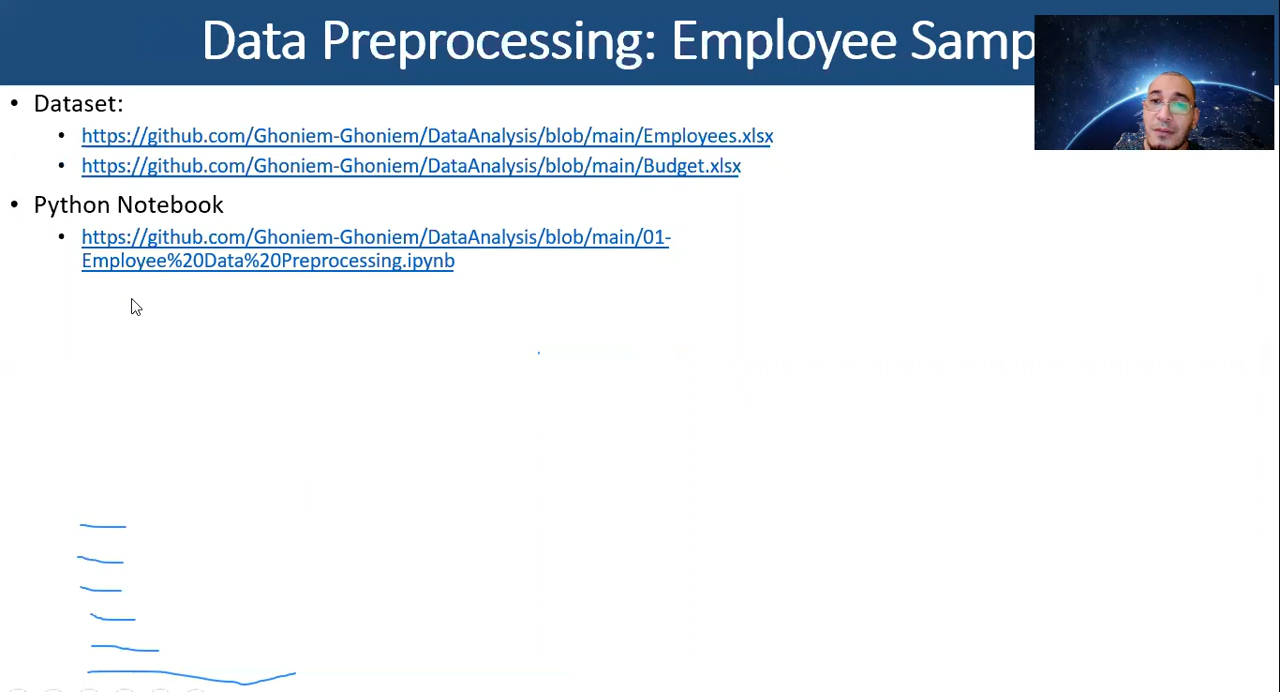 Data Preprocessing: Employee
• Dataset:
• https://github.com/Ghoniem-Ghoniem/DataAnalysis/blob/main/Employees.xlsx
• https://github.com/Ghoniem-Ghoniem/DataAnalysis/blob/main/Budget.xlsx
• Python Notebook
• https://github.com/Ghoniem-Ghoniem/DataAnalysis/blob/main/01-
Employee%20Data%20Preprocessing.ipynb